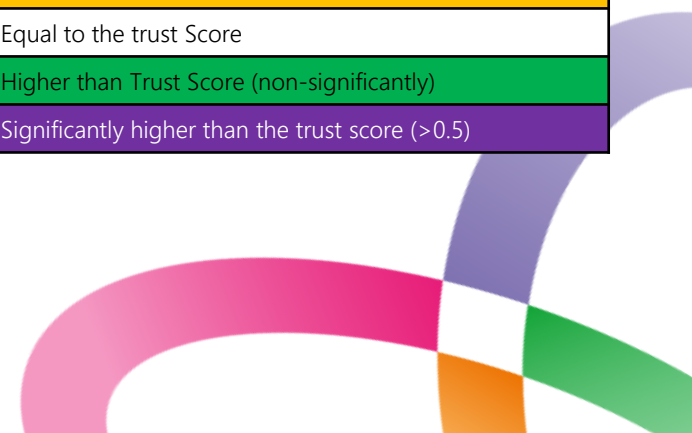 Equal to the trust Score
Higher than Trust Score (non-significantly)
Significantly higher than the trust score (>0.5)